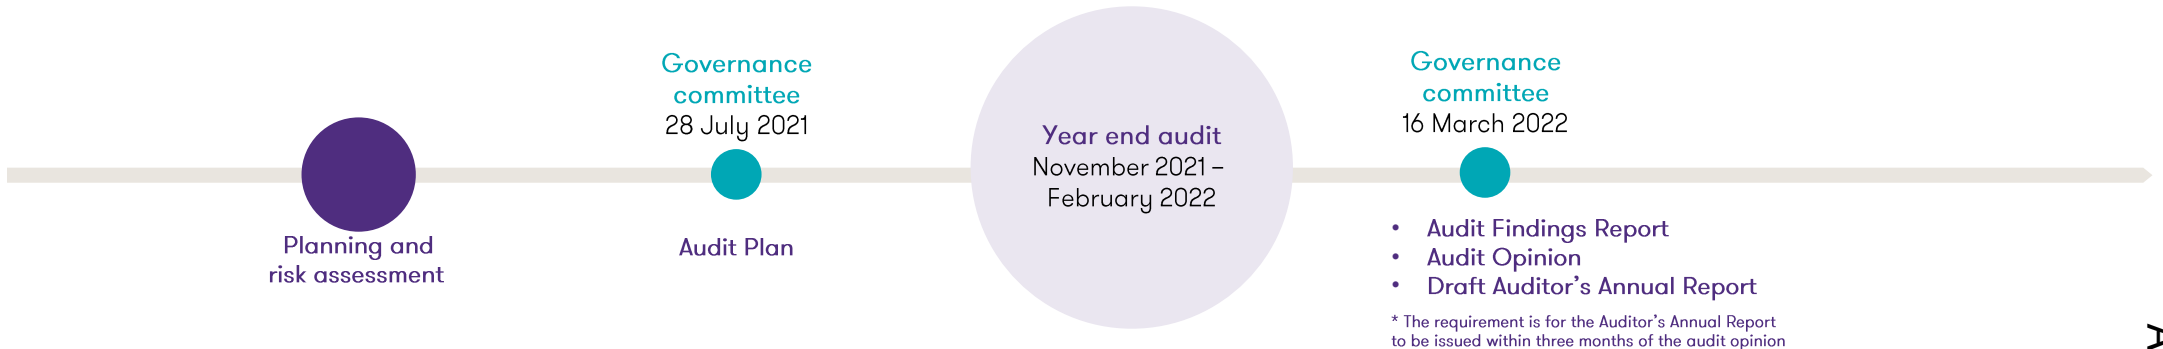 Planning and
risk assessment
Governance
committee
28 July 2021
Audit Plan
Year end audit
November 2021 –
February 2022
Governance
committee
16 March 2022
• Audit Findings Report
• Audit Opinion
• Draft Auditor's Annual Report
* The requirement is for the Auditor's Annual Report
to be issued within three months of the audit opinion